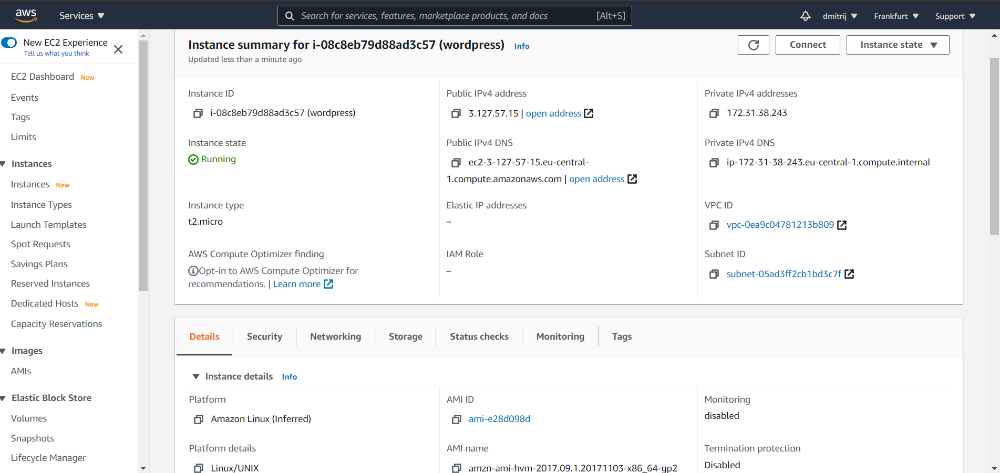 aws
Services
Search for services, features, marketplace products, and docs
[Alt+S]
dmitrij
Frankfurt
Support
New EC2 Experience
Tell us what you think
EC2 Dashboard New
Events
Tags
Limits
Instances
Instances New
Instance Types
Launch Templates
Spot Requests
Savings Plans
Reserved Instances
Dedicated Hosts New
Capacity Reservations
Images
AMIs
Elastic Block Store
Volumes
Snapshots
Lifecycle Manager
Instance summary for i-08c8eb79d88ad3c57 (wordpress) Info
Updated less than a minute ago
Connect
Instance state
Instance ID
i-08c8eb79d88ad3c57 (wordpress)
Public IPv4 address
3.127.57.15 | open address
Private IPv4 addresses
172.31.38.243
Instance state
Running
Public IPv4 DNS
ec2-3-127-57-15.eu-central-
1.compute.amazonaws.com | open address
Private IPv4 DNS
ip-172-31-38-243.eu-central-1.compute.internal
Instance type
t2.micro
Elastic IP addresses
–
VPC ID
vpc-0ea9c04781213b809
AWS Compute Optimizer finding
Opt-in to AWS Compute Optimizer for
recommendations. | Learn more
IAM Role
–
Subnet ID
subnet-05ad3ff2cb1bd3c7f
Details
Security
Networking
Storage
Status checks
Monitoring
Tags
Instance details Info
Platform
Amazon Linux (Inferred)
AMI ID
ami-e28d098d
Monitoring
disabled
Platform details
Linux/UNIX
AMI name
amzn-ami-hvm-2017.09.1.20171103-x86_64-gp2
Termination protection
Disabled